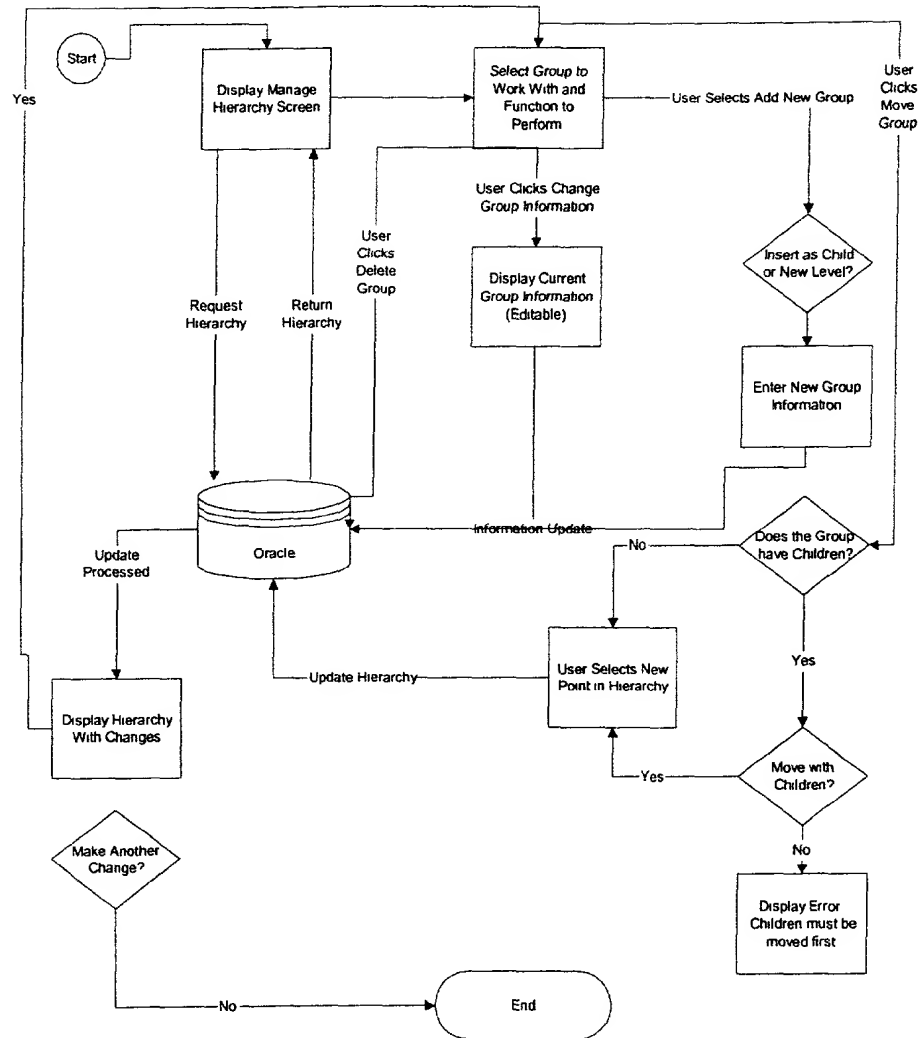 Start
Yes
Display Manage
Hierarchy Screen
Select Group to
Work With and
Function to
Perform
User Selects Add New Group
User
Clicks
Move
Group
User Clicks Change
Group Information
User
Clicks
Delete
Group
Insert as Child
or New Level?
Display Current
Group Information
(Editable)
Request
Hierarchy
Return
Hierarchy
Enter New Group
Information
Oracle
Information Update
Does the Group
have Children?
No
Update
Processed
Yes
Update Hierarchy
User Selects New
Point in Hierarchy
Display Hierarchy
With Changes
Yes
Move with
Children?
Make Another
Change?
No
Display Error
Children must be
moved first
No
End